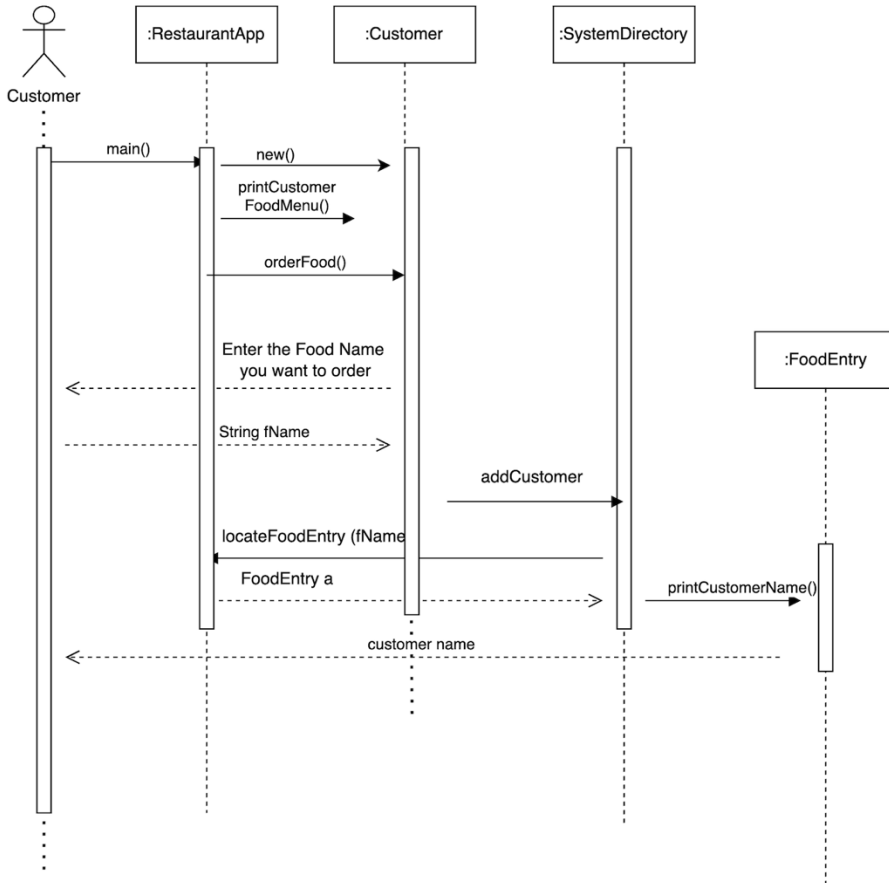 :RestaurantApp
:Customer
:SystemDirectory
Customer
main()
new()
printCustomer
FoodMenu()
orderFood()
Enter the Food Name
you want to order
:FoodEntry
String fName
addCustomer
locateFoodEntry (fName
FoodEntry a
printCustomerName()
customer name